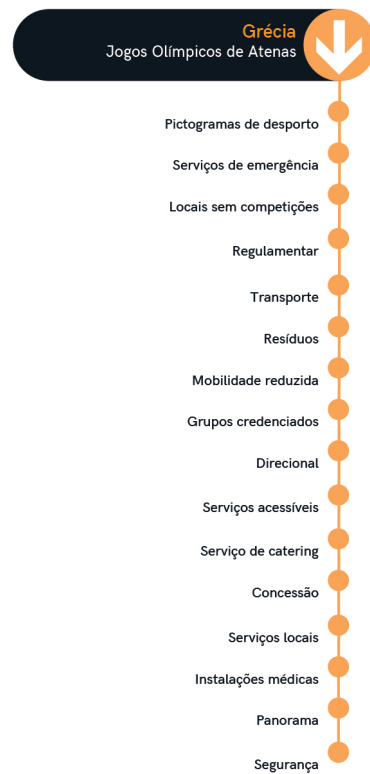 Grécia
Jogos Olímpicos de Atenas
Pictogramas de desporto
Serviços de emergência
Locais sem competições
Regulamentar
Transporte
Resíduos
Mobilidade reduzida
Grupos credenciados
Direcional
Serviços acessíveis
Serviço de catering
Concessão
Serviços locais
Instalações médicas
Panorama
Segurança